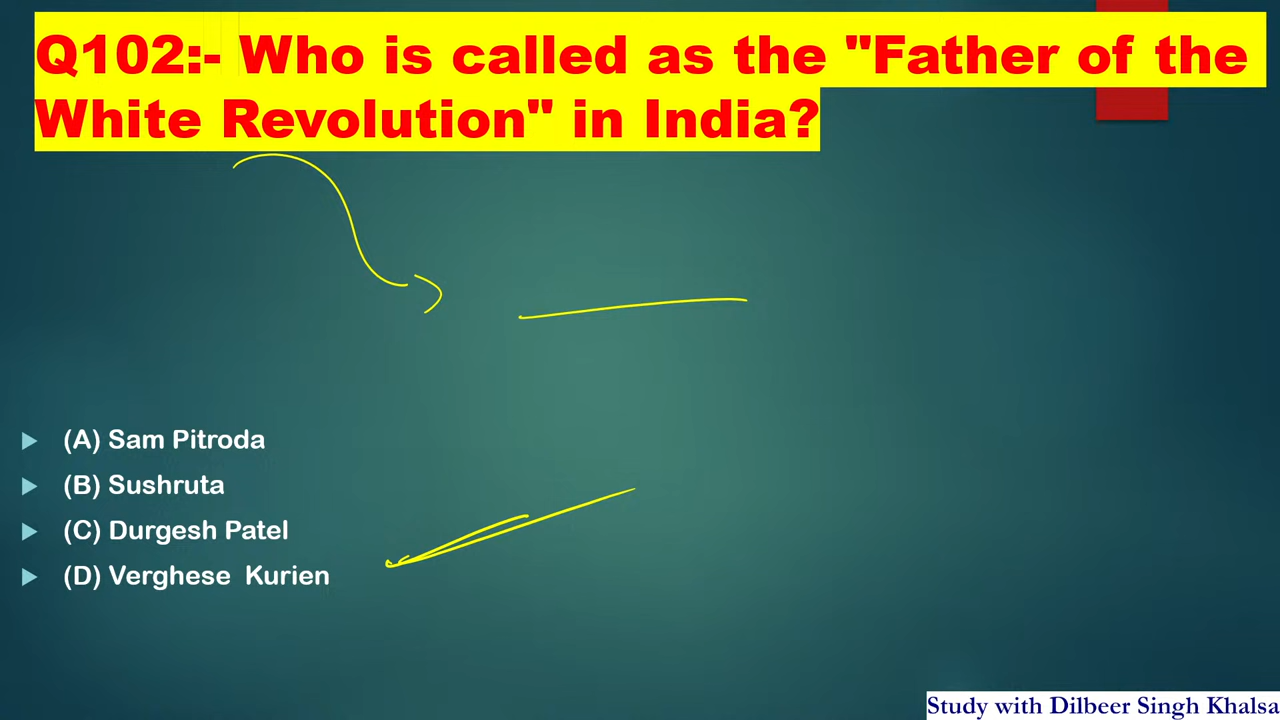 Q102:- Who is called as the "Father of the
White Revolution" in India?
(A) Sam Pitroda
(B) Sushruta
(C) Durgesh Patel
(D) Verghese Kurien
Study with Dilbeer Singh Khalsa